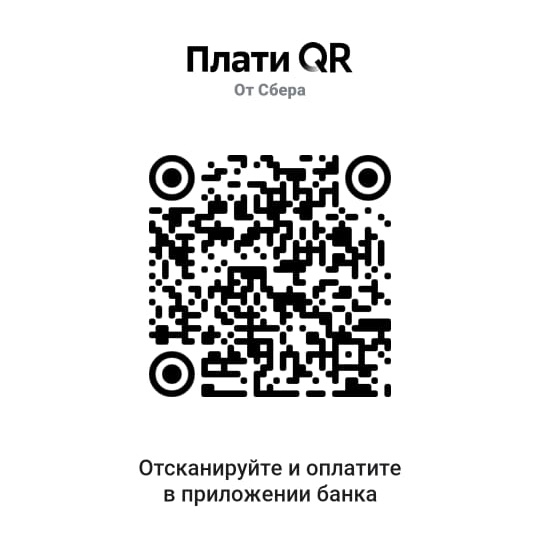 Плати QR
От Сбера
Отсканируйте и оплатите
в приложении банка